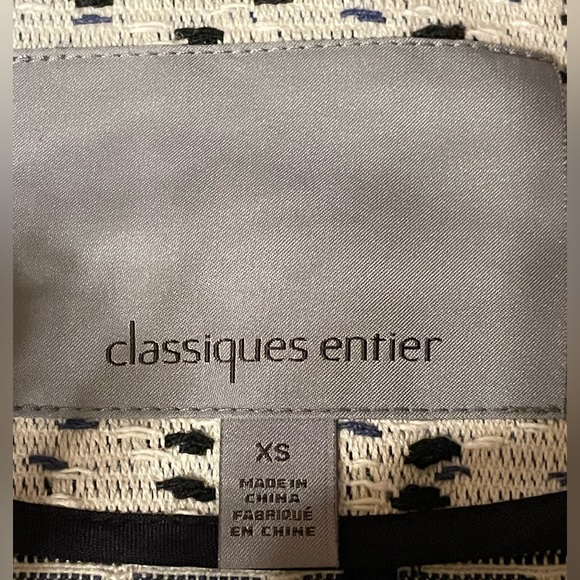 classiques entier
XS
MADE IN
CHINA
FABRIQUÉ
EN CHINE